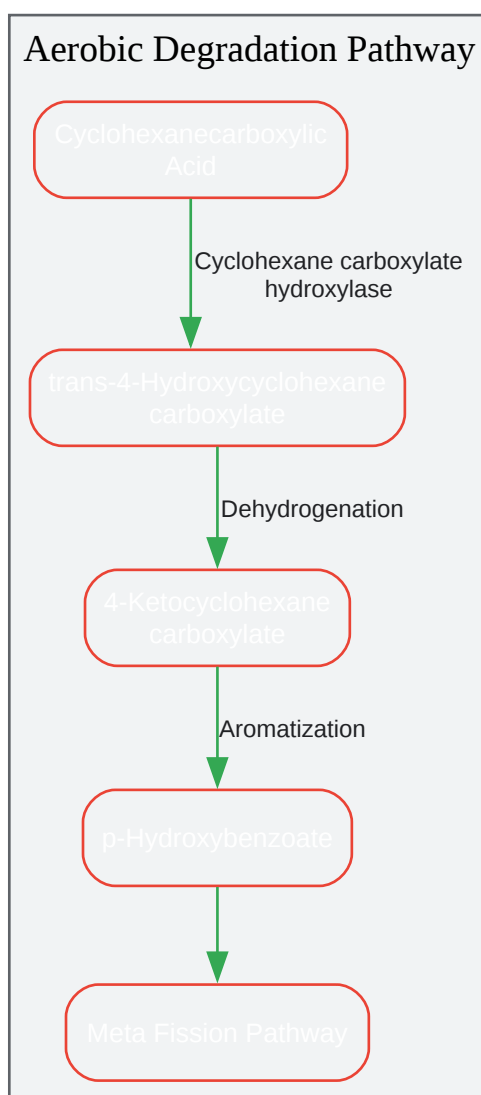 Aerobic Degradation Pathway
Cyclohexanecarboxylic
Acid
Cyclohexane carboxylate
hydroxylase
trans-4-Hydroxycyclohexane
carboxylate
Dehydrogenation
4-Ketocyclohexane
carboxylate
Aromatization
p-Hydroxybenzoate
Meta Fission Pathway